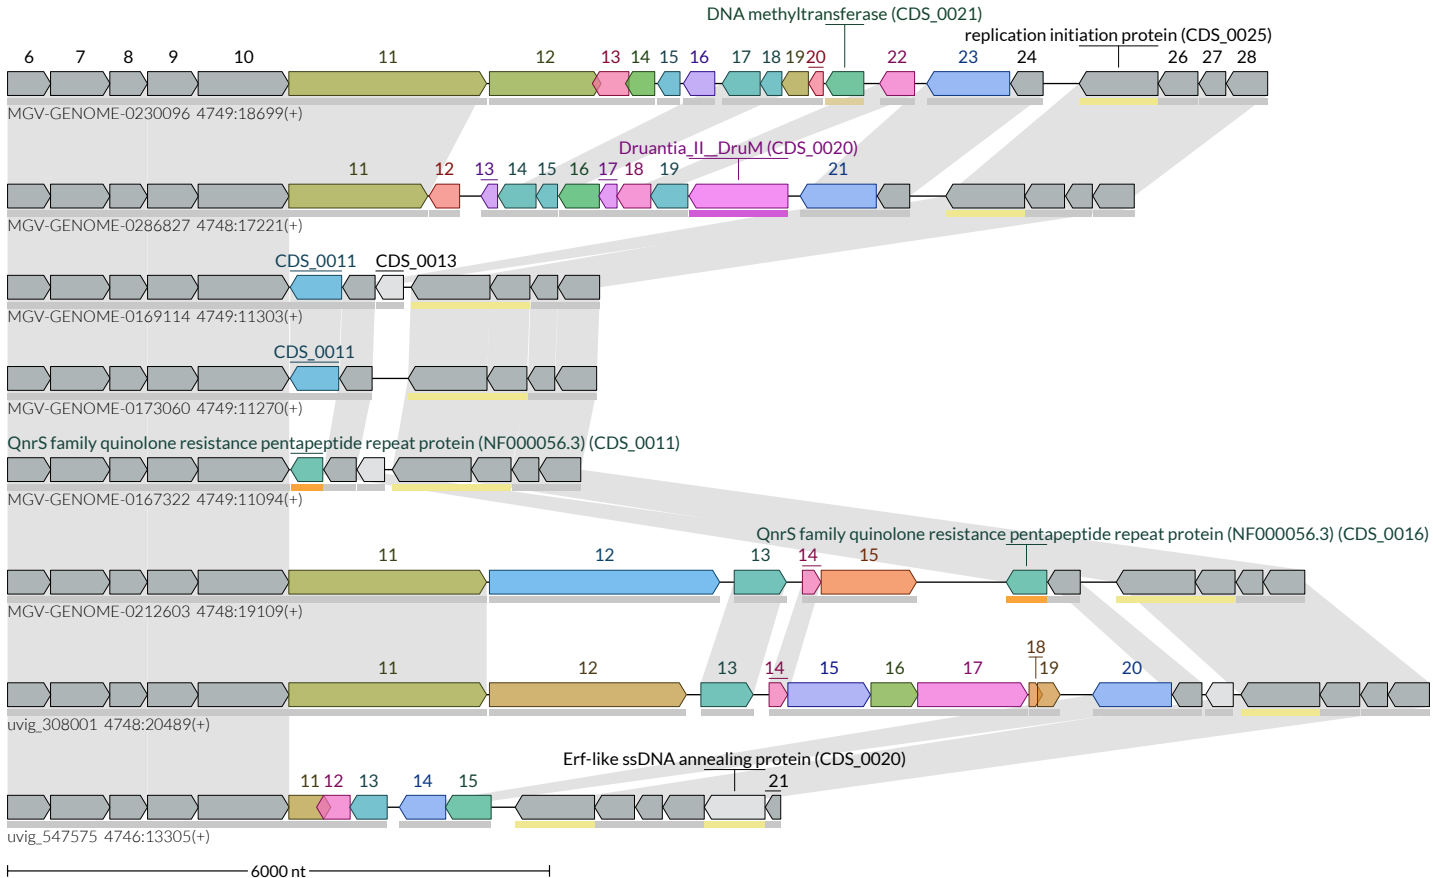 DNA methyltransferase (CDS_0021)
replication initiation protein (CDS_0025)
6 7 8 9 10 11 12 13 14 15 16 17 18 19 20 22 23 24 26 27 28
MGV-GENOME-0230096 4749:18699(+)
Druantia_II__DruM (CDS_0020)
11 12 13 14 15 16 17 18 19 21
MGV-GENOME-0286827 4748:17221(+)
CDS_0011 CDS_0013
MGV-GENOME-0169114 4749:11303(+)
CDS_0011
MGV-GENOME-0173060 4749:11270(+)
QnrS family quinolone resistance pentapeptide repeat protein (NF000056.3) (CDS_0011)
MGV-GENOME-0167322 4749:11094(+)
QnrS family quinolone resistance pentapeptide repeat protein (NF000056.3) (CDS_0016)
11 12 13 14 15
MGV-GENOME-0212603 4748:19109(+)
11 12 13 14 15 16 17 18 19 20
uvig_308001 4748:20489(+)
Erf-like ssDNA annealing protein (CDS_0020)
11 12 13 14 15 21
uvig_547575 4746:13305(+)
6000 nt